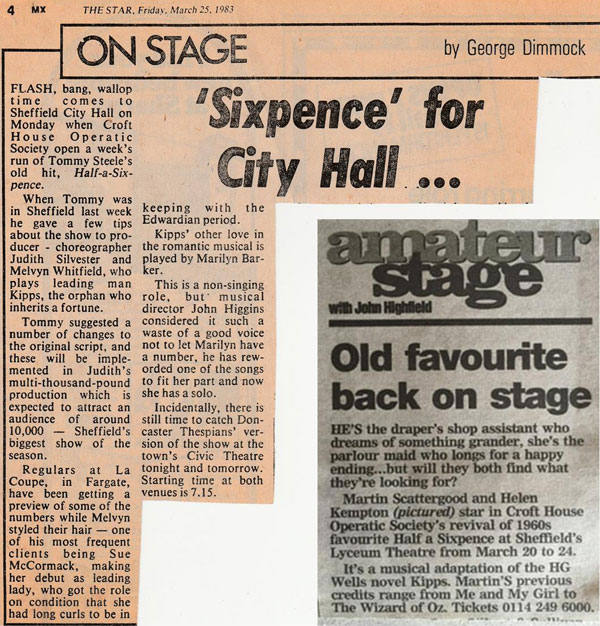 4 MX THE STAR, Friday, March 25, 1983
ON STAGE
by George Dimmock
'Sixpence' for
City Hall ...
FLASH, bang, wallop
time comes to
Sheffield City Hall on
Monday when Croft
House Operatic
Society open a week's
run of Tommy Steele's
old hit, Half-a-Six-
pence.
When Tommy was
in Sheffield last week
he gave a few tips
about the show to pro-
ducer - choreographer
Judith Silvester and
Melvyn Whitfield, who
plays leading man
Kipps, the orphan who
inherits a fortune.
Tommy suggested a
number of changes to
the original script, and
these will be imple-
mented in Judith's
multi-thousand-pound
production which is
expected to attract an
audience of around
10,000 — Sheffield's
biggest show of the
season.
Regulars at La
Coupe, in Fargate,
have been getting a
preview of some of the
numbers while Melvyn
styled their hair — one
of his most frequent
clients being Sue
McCormack, making
her debut as leading
lady, who got the role
on condition that she
had long curls to be in
keeping with the
Edwardian period.
Kipps' other love in
the romantic musical is
played by Marilyn Bar-
ker.
This is a non-singing
role, but musical
director John Higgins
considered it such a
waste of a good voice
not to let Marilyn have
a number, he has rew-
orded one of the songs
to fit her part and now
she has a solo.
Incidentally, there is
still time to catch Don-
caster Thespians' ver-
sion of the show at the
town's Civic Theatre
tonight and tomorrow.
Starting time at both
venues is 7.15.
amateur
stage
with John Highfield
Old favourite
back on stage
HE'S the draper's shop assistant who
dreams of something grander, she's the
parlour maid who longs for a happy
ending...but will they both find what
they're looking for?
Martin Scattergood and Helen
Kempton (pictured) star in Croft House
Operatic Society's revival of 1960s
favourite Half a Sixpence at Sheffield's
Lyceum Theatre from March 20 to 24.
It's a musical adaptation of the HG
Wells novel Kipps. Martin'S previous
credits range from Me and My Girl to
The Wizard of Oz. Tickets 0114 249 6000.